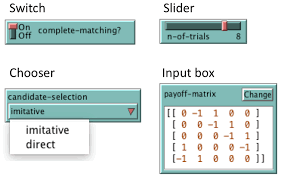 Switch
On
Off
complete-matching?
Slider
n-of-trials 8
Chooser
candidate-selection
imitative
imitative
direct
Input box
payoff-matrix Change
[[ 0 -1 1 0 0 ]
[ 0 0 -1 1 0 ]
[ 0 0 0 -1 1 ]
[ 1 0 0 0 -1 ]
[-1 1 0 0 0 ]]